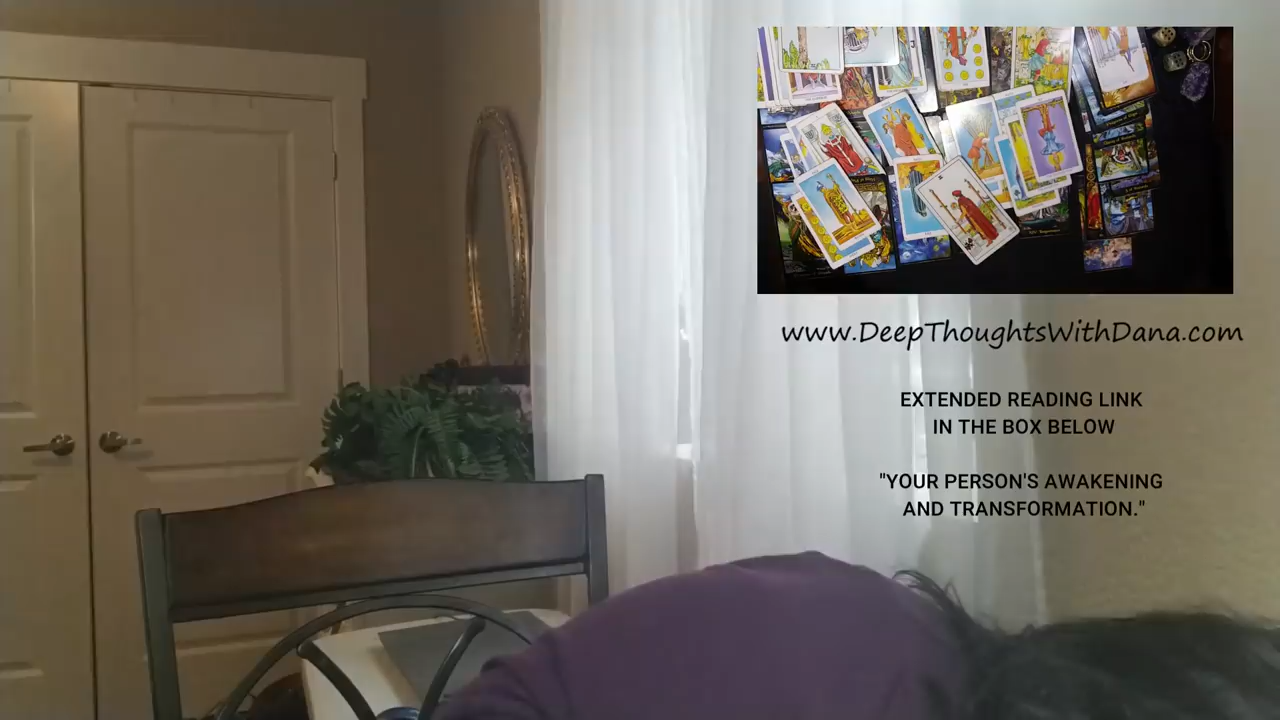 www.DeepThoughtsWithDana.com
EXTENDED READING LINK
IN THE BOX BELOW
"YOUR PERSON'S AWAKENING
AND TRANSFORMATION."